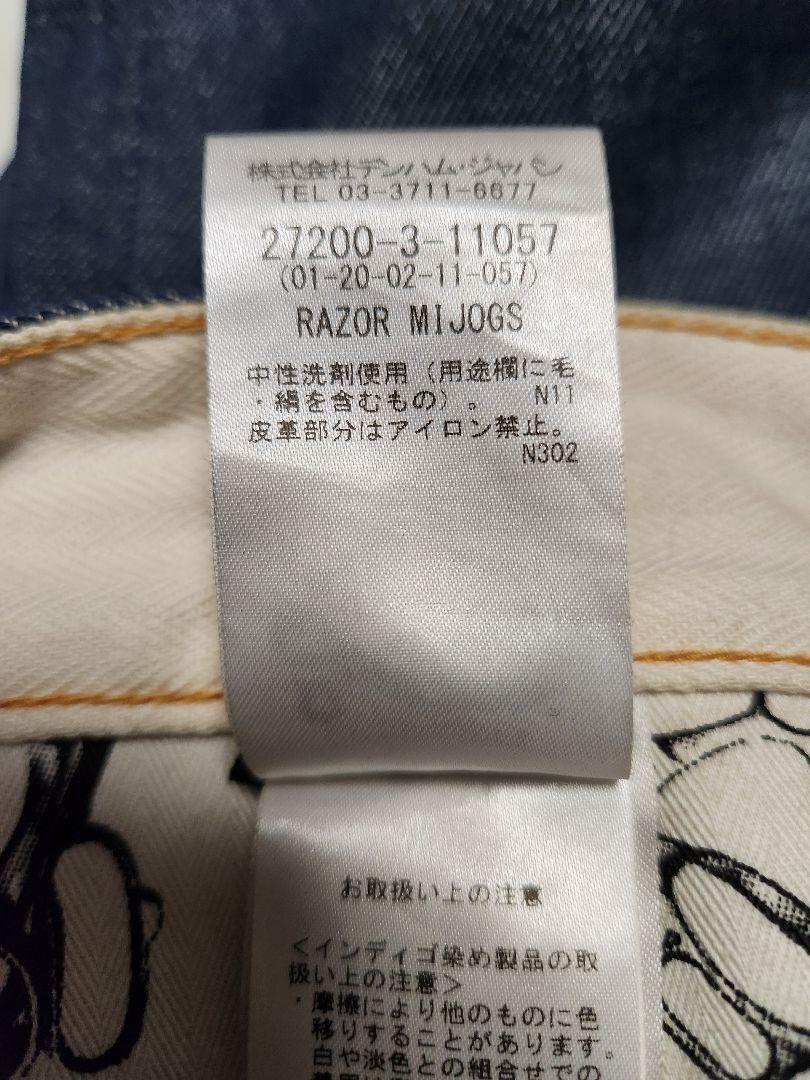 株式会社デンハム・ジャパン
TEL 03-3711-6677
27200-3-11057
(01-20-02-11-057)
RAZOR MIJOGS
中性洗剤使用（用途欄に毛
・絹を含むもの）。 N11
皮革部分はアイロン禁止。
N302
お取扱い上の注意
<インディゴ染め製品の取
扱い上の注意>
・摩擦により他のものに色
移りすることがあります。
白や淡色との組合せでの